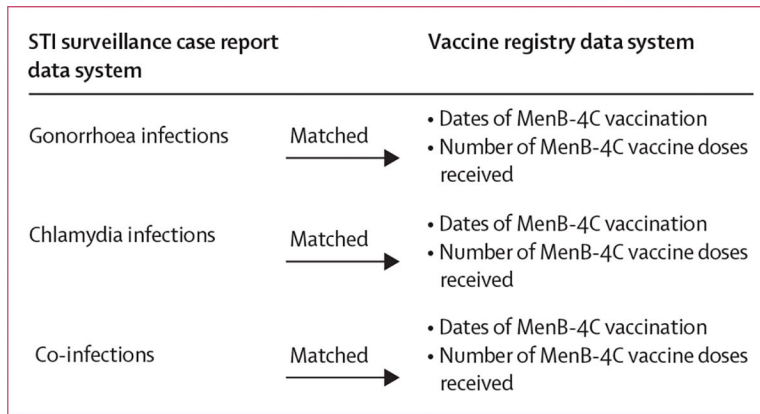 STI surveillance case report
data system
Vaccine registry data system
Gonorrhoea infections
Matched
• Dates of MenB-4C vaccination
• Number of MenB-4C vaccine doses
received
Chlamydia infections
Matched
• Dates of MenB-4C vaccination
• Number of MenB-4C vaccine doses
received
Co-infections
Matched
• Dates of MenB-4C vaccination
• Number of MenB-4C vaccine doses
received